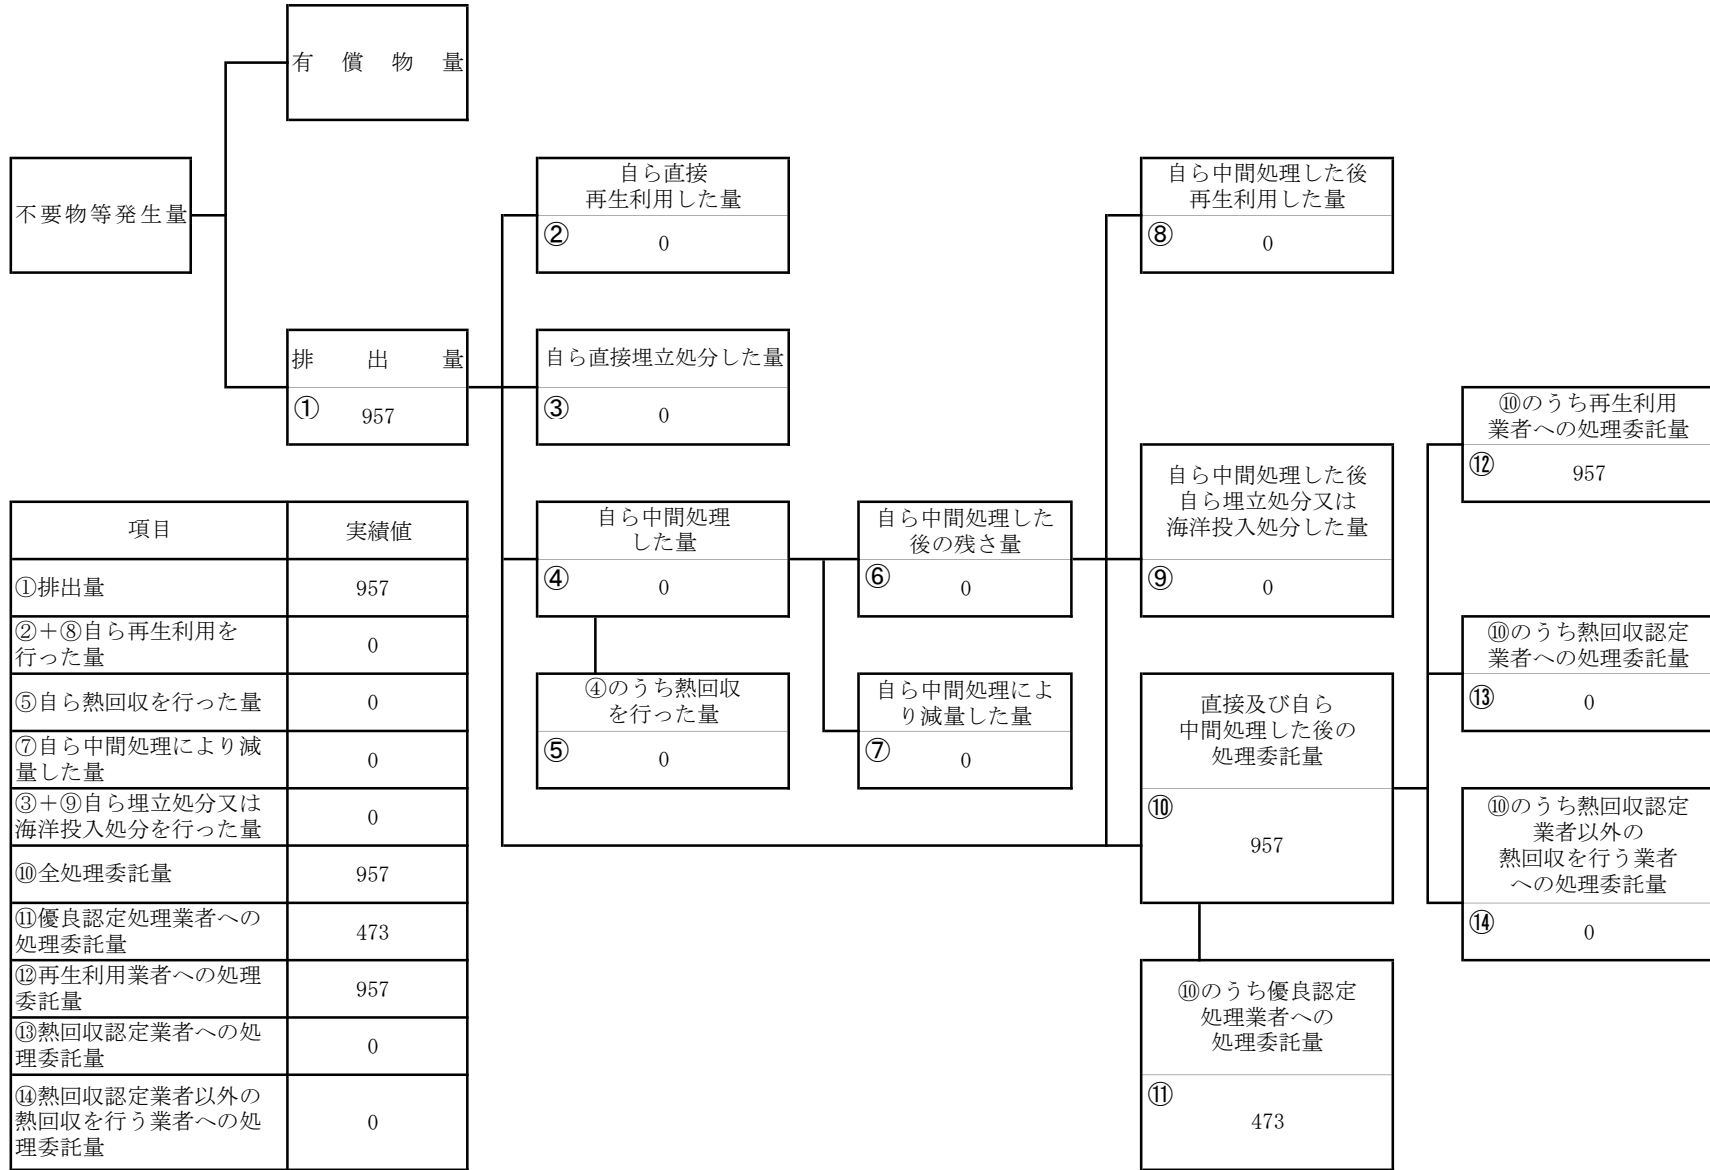 有償物量
不要物等発生量
排出量
① 957
自ら直接
再生利用した量
② 0
自ら直接埋立処分した量
③ 0
自ら中間処理
した量
④ 0
④のうち熱回収
を行った量
⑤ 0
自ら中間処理した
後の残さ量
⑥ 0
自ら中間処理によ
り減量した量
⑦ 0
自ら中間処理した後
再生利用した量
⑧ 0
自ら中間処理した後
自ら埋立処分又は
海洋投入処分した量
⑨ 0
直接及び自ら
中間処理した後の
処理委託量
⑩
957
⑩のうち優良認定
処理業者への
処理委託量
⑪
473
⑩のうち再生利用
業者への処理委託量
⑫ 957
⑩のうち熱回収認定
業者への処理委託量
⑬ 0
⑩のうち熱回収認定
業者以外の
熱回収を行う業者
への処理委託量
⑭ 0
項目 実績値
①排出量 957
②+⑧自ら再生利用を
行った量 0
⑤自ら熱回収を行った量 0
⑦自ら中間処理により減
量した量 0
③+⑨自ら埋立処分又は
海洋投入処分を行った量 0
⑩全処理委託量 957
⑪優良認定処理業者への
処理委託量 473
⑫再生利用業者への処理
委託量 957
⑬熱回収認定業者への処
理委託量 0
⑭熱回収認定業者以外の
熱回収を行う業者への処
理委託量 0